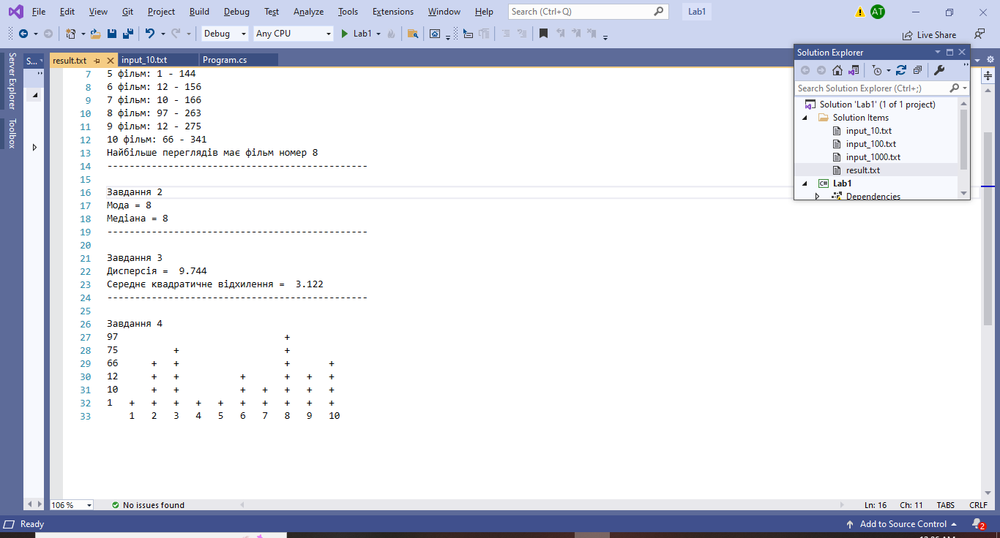 File Edit View Git Project Build Debug Test Analyze Tools Extensions Window Help Search (Ctrl+Q) Lab1 AT
Debug Any CPU Lab1 Live Share
Server Explorer
Toolbox
S...
result.txt input_10.txt Program.cs
7 5 фільм: 1 - 144
8 6 фільм: 12 - 156
9 7 фільм: 10 - 166
10 8 фільм: 97 - 263
11 9 фільм: 12 - 275
12 10 фільм: 66 - 341
13 Найбільше переглядів має фільм номер 8
14 -----------------------------------------------
15
16 Завдання 2
17 Мода = 8
18 Медіана = 8
19 -----------------------------------------------
20
21 Завдання 3
22 Дисперсія =  9.744
23 Середнє квадратичне відхилення =  3.122
24 -----------------------------------------------
25
26 Завдання 4
27 97 +
28 75 + +
29 66 + + + +
30 12 + + + + + +
31 10 + + + + + + +
32 1 + + + + + + + + + +
33 1 2 3 4 5 6 7 8 9 10
Solution Explorer
Search Solution Explorer (Ctrl+;)
Solution 'Lab1' (1 of 1 project)
Solution Items
input_10.txt
input_100.txt
input_1000.txt
result.txt
C# Lab1
Dependencies
106 % No issues found Ln: 16 Ch: 11 TABS CRLF
Ready Add to Source Control 2